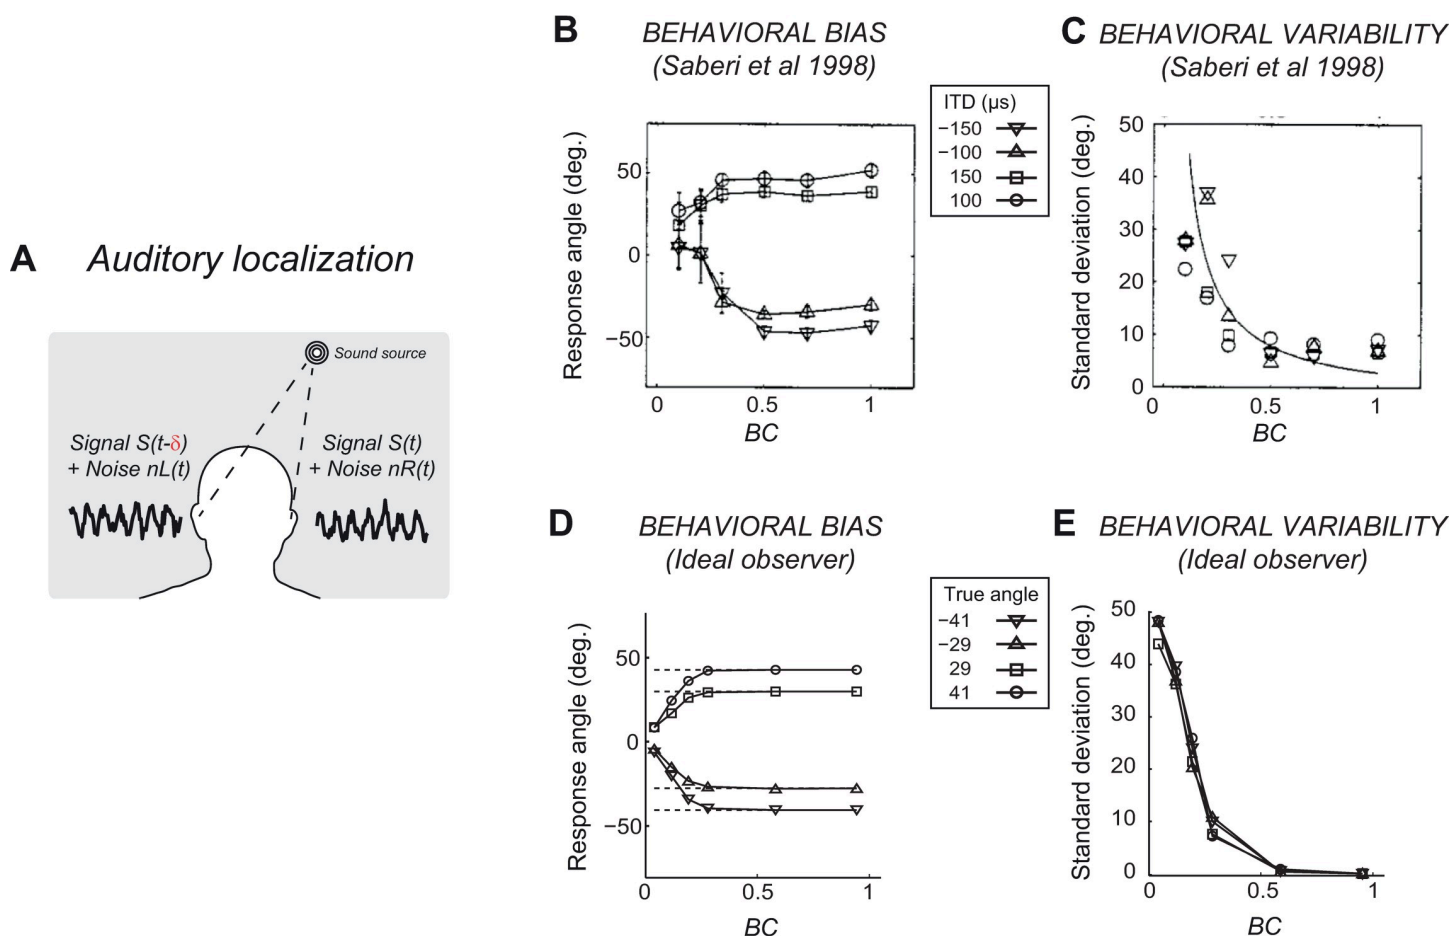 A Auditory localization
Sound source
Signal S(t-δ)
+ Noise nL(t)
Signal S(t)
+ Noise nR(t)
B BEHAVIORAL BIAS
(Saberi et al 1998)
Response angle (deg.)
50
0
−50
0 0.5 1
BC
ITD (µs)
−150
−100
150
100
C BEHAVIORAL VARIABILITY
(Saberi et al 1998)
Standard deviation (deg.)
50
40
30
20
10
0
0 0.5 1
BC
D BEHAVIORAL BIAS
(Ideal observer)
Response angle (deg.)
50
0
−50
0 0.5 1
BC
True angle
−41
−29
29
41
E BEHAVIORAL VARIABILITY
(Ideal observer)
Standard deviation (deg.)
50
40
30
20
10
0
0 0.5 1
BC